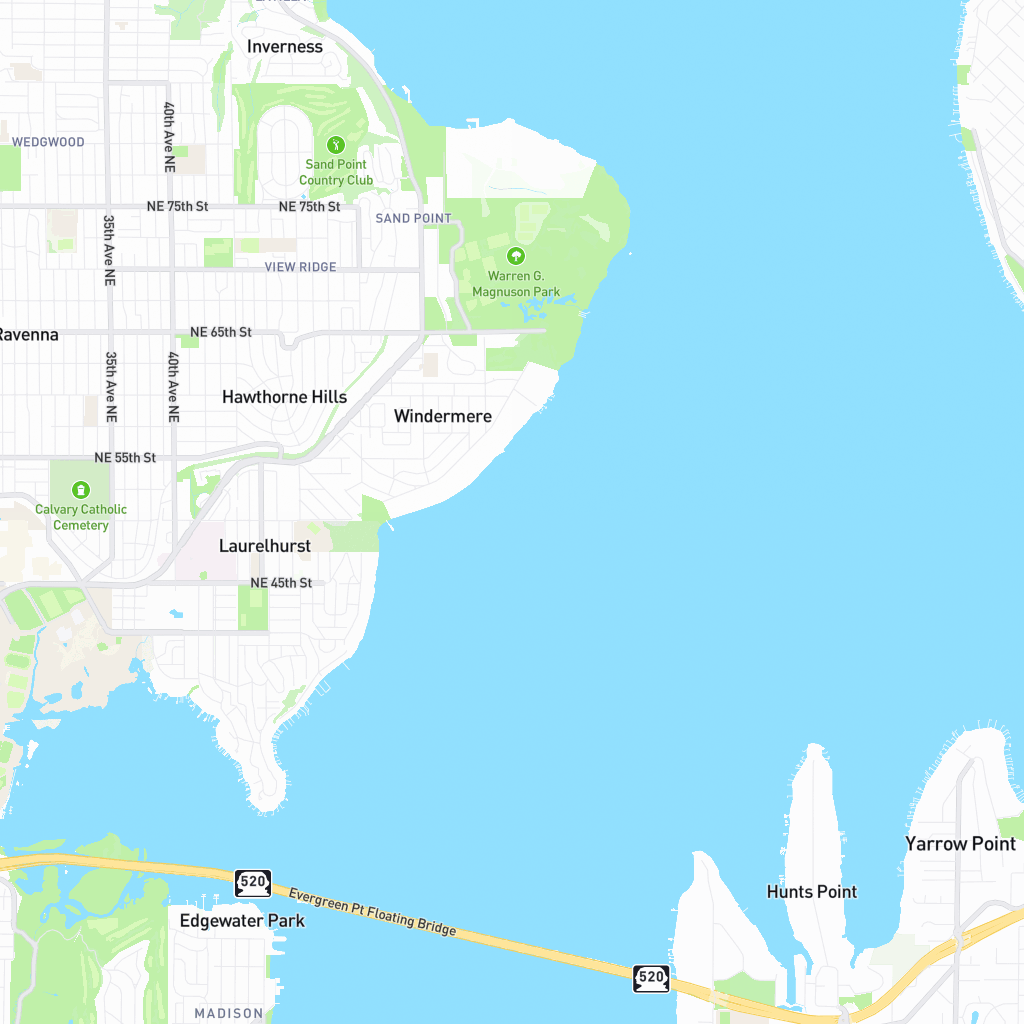 Inverness
WEDGWOOD
40th Ave NE
Sand Point
Country Club
NE 75th St
NE 75th St
SAND POINT
35th Ave NE
VIEW RIDGE
Warren G.
Magnuson Park
Ravenna
NE 65th St
35th Ave NE
40th Ave NE
Hawthorne Hills
Windermere
NE 55th St
Calvary Catholic
Cemetery
Laurelhurst
NE 45th St
Yarrow Point
520
Hunts Point
Evergreen Pt Floating Bridge
Edgewater Park
520
MADISON